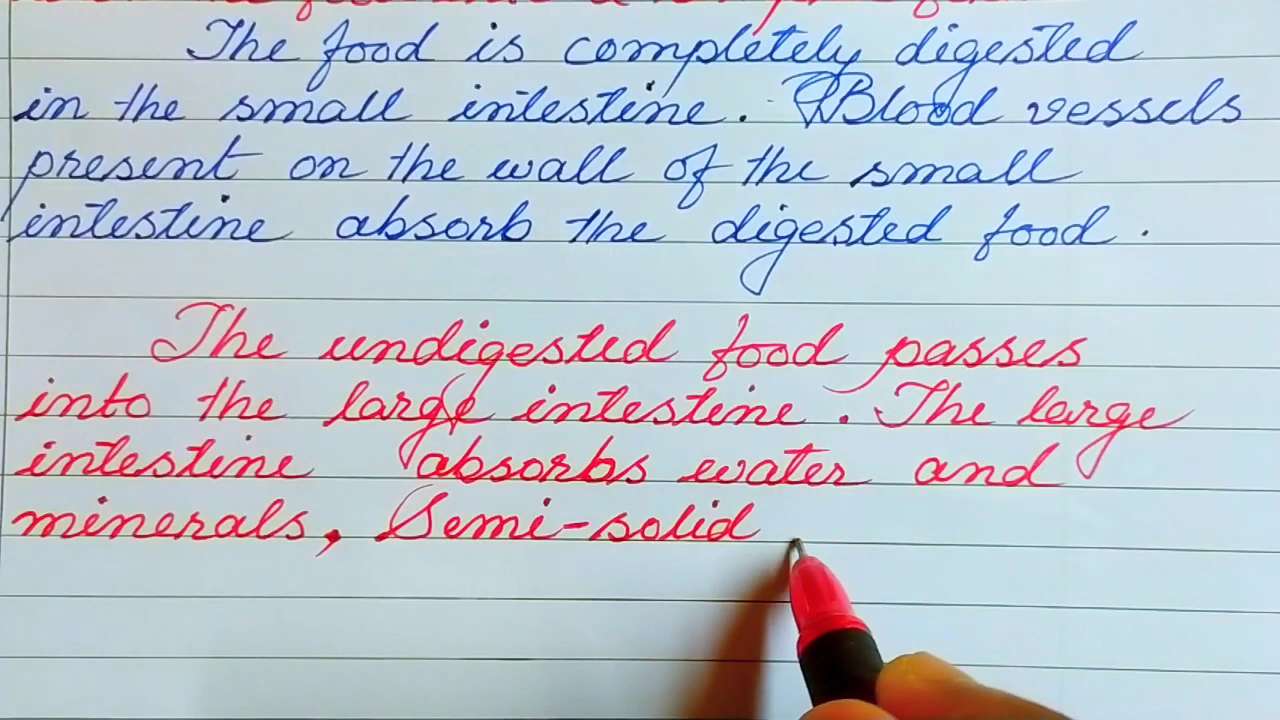 The food is completely digested
in the small intestine. Blood vessels
present on the wall of the small
intestine absorb the digested food.
The undigested food passes
into the large intestine. The large
intestine absorbs water and
minerals, Semi-solid